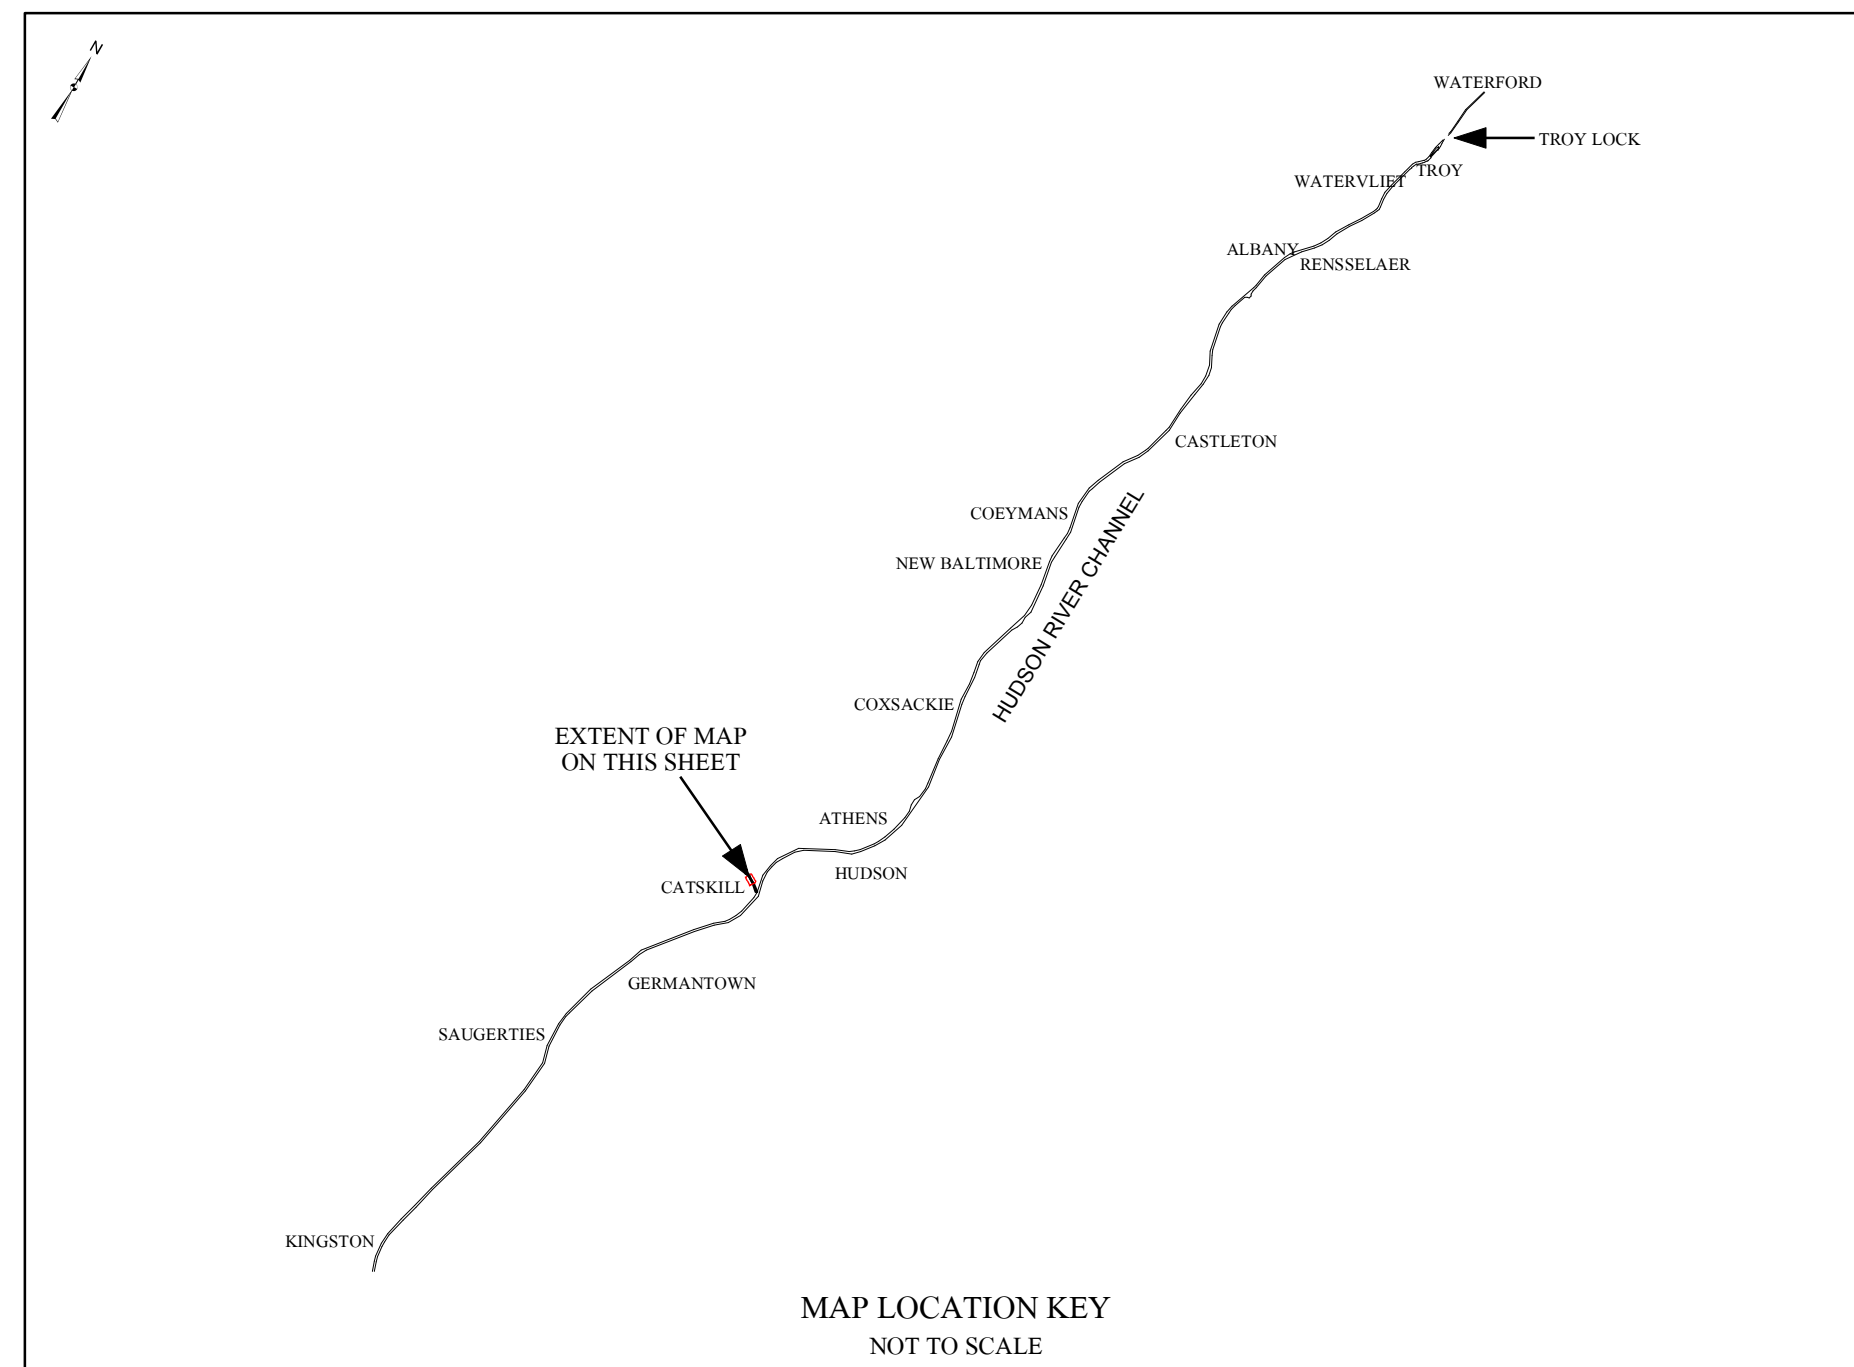 N
WATERFORD
TROY LOCK
TROY
WATERVLIET
ALBANY
RENSSELAER
CASTLETON
COEYMANS
NEW BALTIMORE
HUDSON RIVER CHANNEL
COXSACKIE
EXTENT OF MAP
ON THIS SHEET
ATHENS
HUDSON
CATSKILL
GERMANTOWN
SAUGERTIES
KINGSTON
MAP LOCATION KEY
NOT TO SCALE